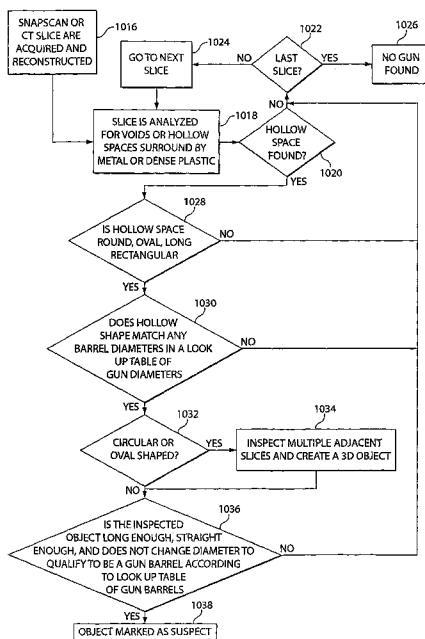 SNAPSCAN OR
CT SLICE ARE
ACQUIRED AND
RECONSTRUCTED
1016
1024
GO TO NEXT
SLICE
1022
LAST
SLICE?
NO
YES
1026
NO GUN
FOUND
1018
SLICE IS ANALYZED
FOR VOIDS OR HOLLOW
SPACES SURROUND BY
METAL OR DENSE PLASTIC
NO
HOLLOW
SPACE
FOUND?
1020
YES
1028
IS HOLLOW SPACE
ROUND, OVAL, LONG
RECTANGULAR
NO
YES
1030
DOES HOLLOW
SHAPE MATCH ANY
BARREL DIAMETERS IN A LOOK
UP TABLE OF
GUN DIAMETERS
NO
YES
1032
CIRCULAR OR
OVAL SHAPED?
YES
1034
INSPECT MULTIPLE ADJACENT
SLICES AND CREATE A 3D OBJECT
NO
1036
IS THE INSPECTED
OBJECT LONG ENOUGH, STRAIGHT
ENOUGH, AND DOES NOT CHANGE DIAMETER TO
QUALIFY TO BE A GUN BARREL ACCORDING
TO LOOK UP TABLE
OF GUN BARRELS
NO
YES
1038
OBJECT MARKED AS SUSPECT